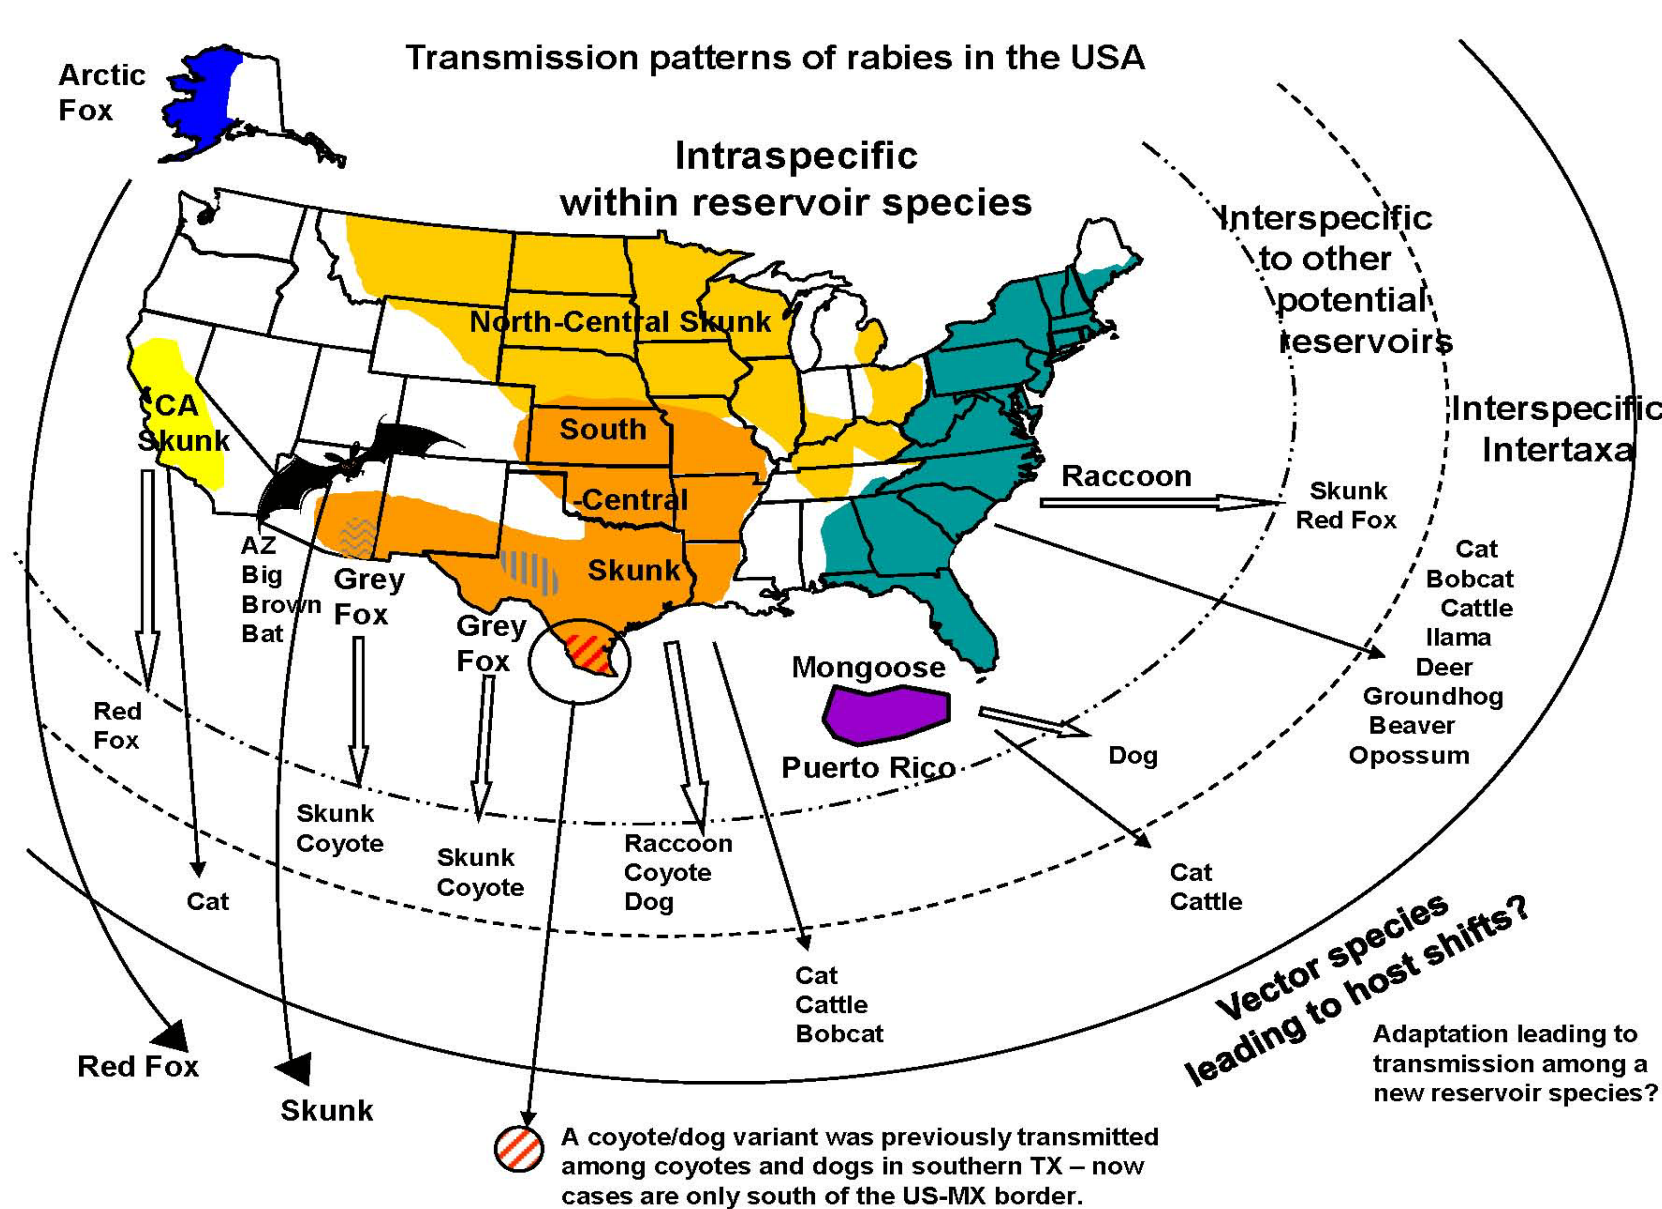 Transmission patterns of rabies in the USA
Arctic
Fox
Intraspecific
within reservoir species
Interspecific
to other
potential
reservoirs
Interspecific
Intertaxa
North-Central Skunk
CA
Skunk
South
-Central
Skunk
Raccoon
Skunk
Red Fox
Cat
Bobcat
Cattle
llama
Deer
Groundhog
Beaver
Opossum
AZ
Big
Brown
Bat
Grey
Fox
Grey
Fox
Mongoose
Puerto Rico
Dog
Cat
Cattle
Red
Fox
Cat
Skunk
Coyote
Skunk
Coyote
Raccoon
Coyote
Dog
Cat
Cattle
Bobcat
Vector species
leading to host shifts?
Adaptation leading to
transmission among a
new reservoir species?
Red Fox
Skunk
A coyote/dog variant was previously transmitted
among coyotes and dogs in southern TX – now
cases are only south of the US-MX border.